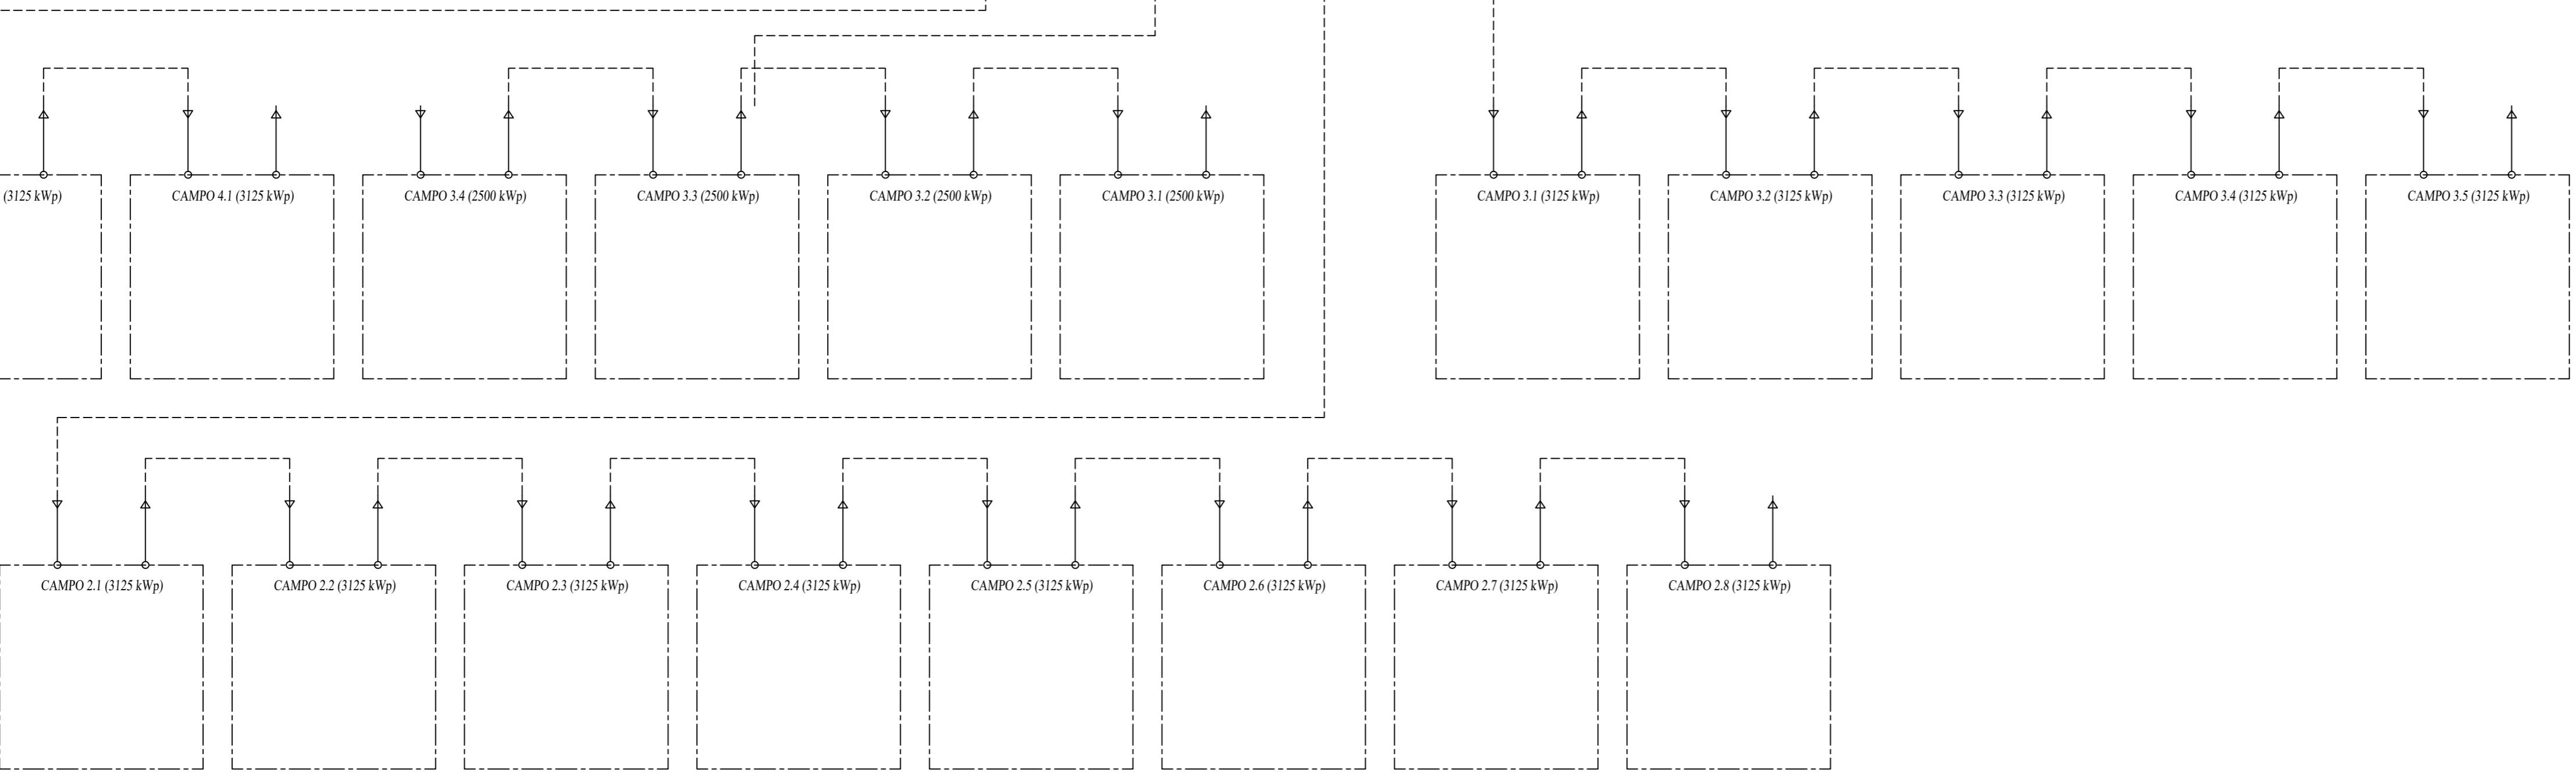 (3125 kWp)
CAMPO 4.1 (3125 kWp)
CAMPO 3.4 (2500 kWp)
CAMPO 3.3 (2500 kWp)
CAMPO 3.2 (2500 kWp)
CAMPO 3.1 (2500 kWp)
CAMPO 3.1 (3125 kWp)
CAMPO 3.2 (3125 kWp)
CAMPO 3.3 (3125 kWp)
CAMPO 3.4 (3125 kWp)
CAMPO 3.5 (3125 kWp)
CAMPO 2.1 (3125 kWp)
CAMPO 2.2 (3125 kWp)
CAMPO 2.3 (3125 kWp)
CAMPO 2.4 (3125 kWp)
CAMPO 2.5 (3125 kWp)
CAMPO 2.6 (3125 kWp)
CAMPO 2.7 (3125 kWp)
CAMPO 2.8 (3125 kWp)